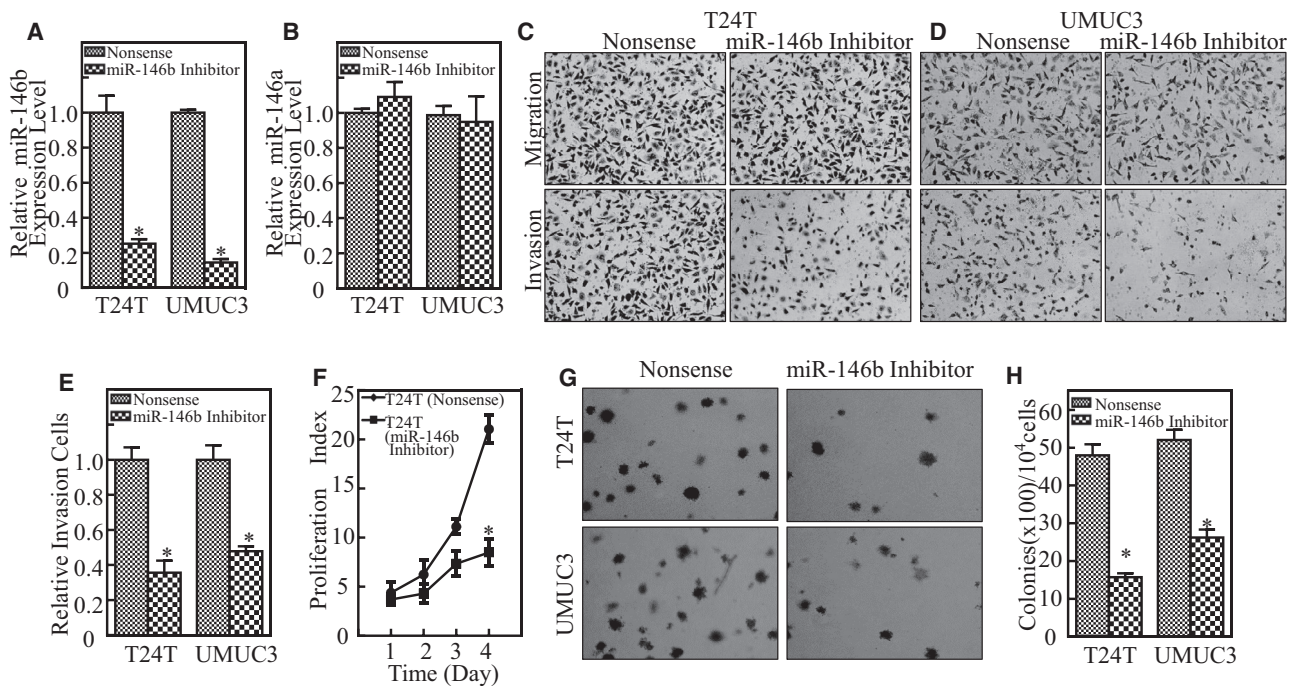 A
Relative miR-146b
Expression Level
Nonsense
miR-146b Inhibitor
1.0
0.8
0.6
0.4
0.2
0
*
*
T24T UMUC3
B
Relative miR-146a
Expression Level
Nonsense
miR-146b Inhibitor
1.0
0.8
0.6
0.4
0.2
0
T24T UMUC3
C
T24T
Nonsense miR-146b Inhibitor
Migration
Invasion
D
UMUC3
Nonsense miR-146b Inhibitor
E
Relative Invasion Cells
Nonsense
miR-146b Inhibitor
1.0
0.8
0.6
0.4
0.2
0
*
*
T24T UMUC3
F
Proliferation Index
25
20
15
10
5
0
T24T (Nonsense)
T24T
(miR-146b
Inhibitor)
*
1 2 3 4
Time (Day)
G
Nonsense miR-146b Inhibitor
T24T
UMUC3
H
Colonies(x100)/10⁴cells
Nonsense
miR-146b Inhibitor
60
50
40
30
20
10
0
*
*
T24T UMUC3